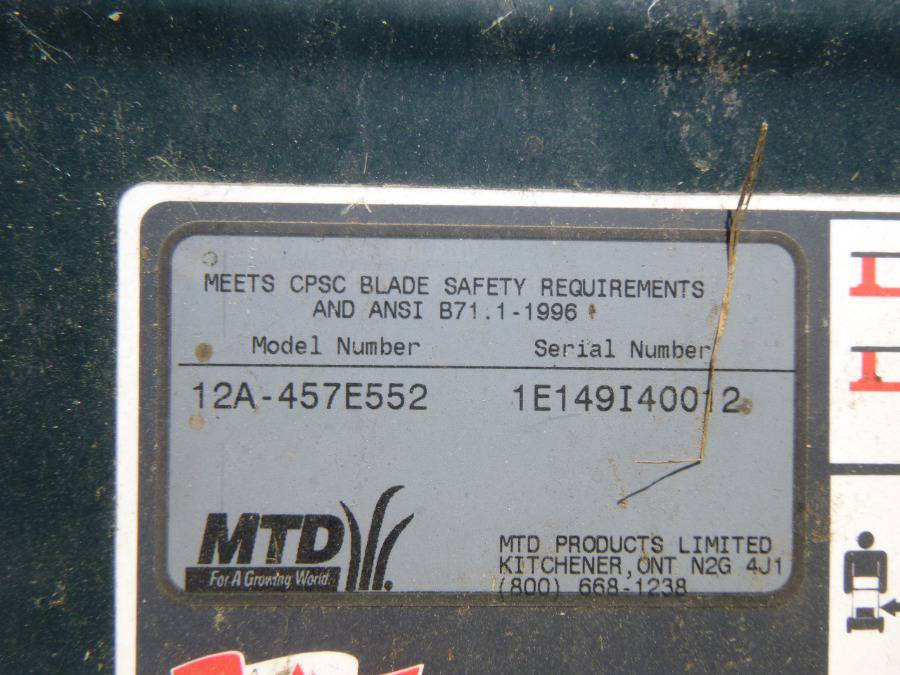 MEETS CPSC BLADE SAFETY REQUIREMENTS
AND ANSI B71.1-1996
Model Number Serial Number
12A-457E552 1E149I40012
MTD
For A Growing World.
MTD PRODUCTS LIMITED
KITCHENER, ONT N2G 4J1
(800) 668-1238